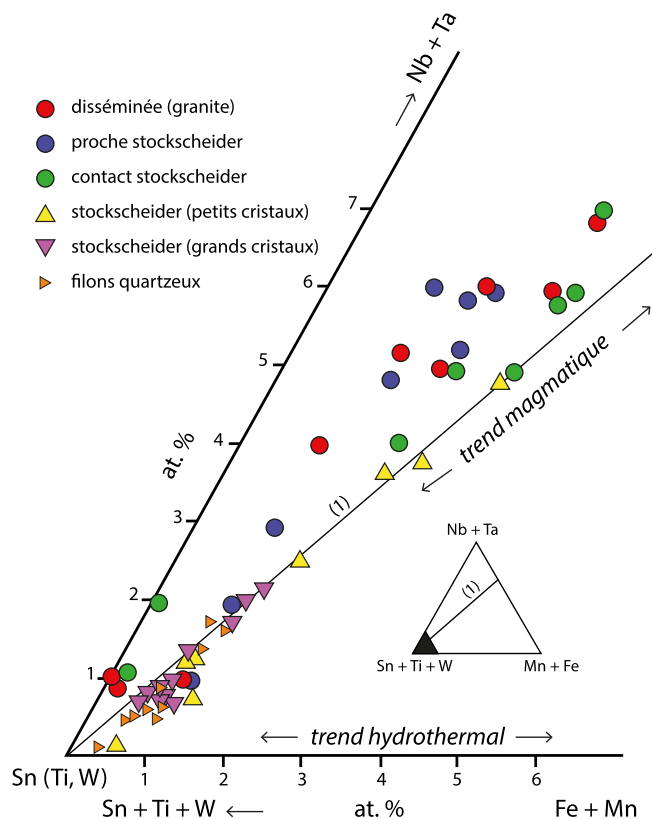 Nb + Ta
disséminée (granite)
proche stockscheider
contact stockscheider
stockscheider (petits cristaux)
stockscheider (grands cristaux)
filons quartzeux
7
6
5
4
3
2
1
at. %
trend magmatique
(1)
Nb + Ta
(1)
Sn + Ti + W
Mn + Fe
trend hydrothermal
Sn (Ti, W)
1 2 3 4 5 6
Sn + Ti + W
at. %
Fe + Mn